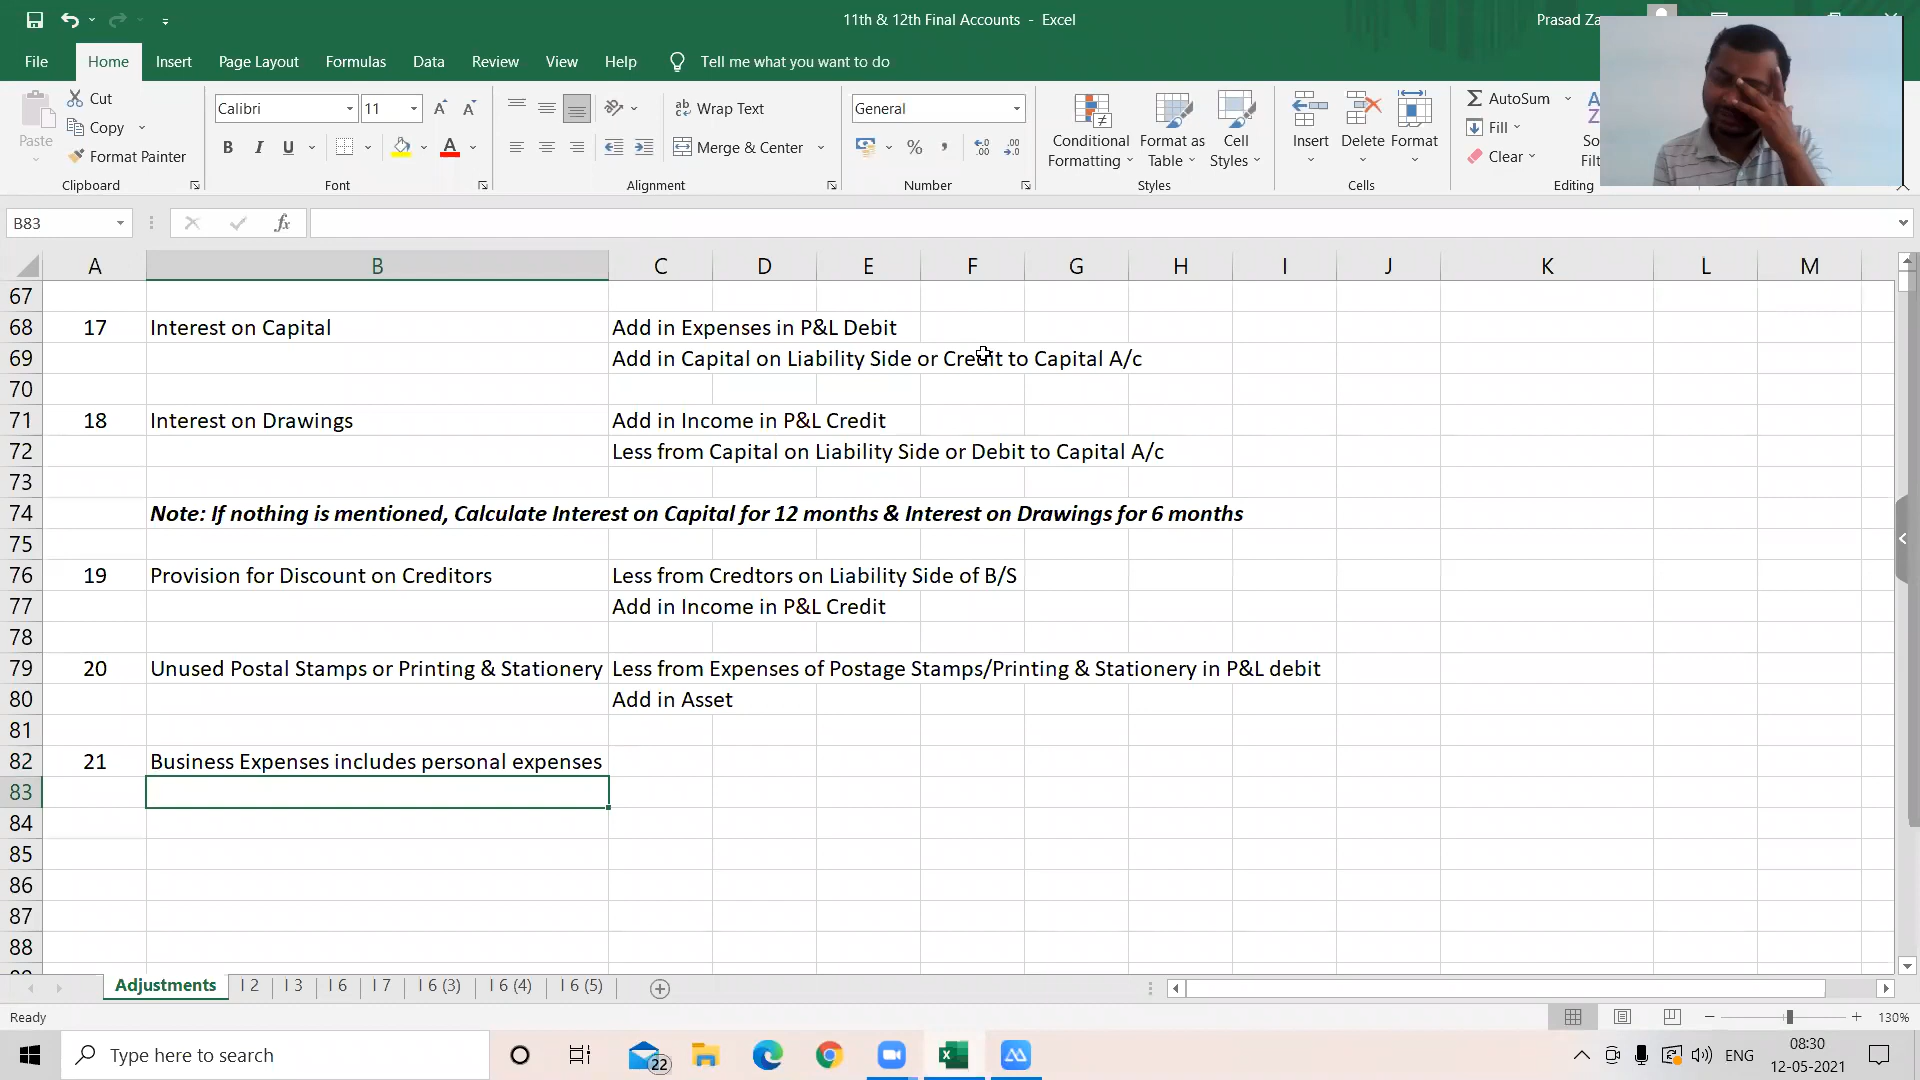 11th & 12th Final Accounts - Excel
Prasad Za
File Home Insert Page Layout Formulas Data Review View Help Tell me what you want to do
Paste
Cut
Copy
Format Painter
Clipboard
Calibri 11
B I U
Font
Wrap Text
Merge & Center
Alignment
General
Number
Conditional Formatting
Format as Table
Cell Styles
Styles
Insert Delete Format
Cells
AutoSum
Fill
Clear
Editing
B83
fx
A B C D E F G H I J K L M
67
68 17 Interest on Capital Add in Expenses in P&L Debit
69 Add in Capital on Liability Side or Credit to Capital A/c
70
71 18 Interest on Drawings Add in Income in P&L Credit
72 Less from Capital on Liability Side or Debit to Capital A/c
73
74 Note: If nothing is mentioned, Calculate Interest on Capital for 12 months & Interest on Drawings for 6 months
75
76 19 Provision for Discount on Creditors Less from Credtors on Liability Side of B/S
77 Add in Income in P&L Credit
78
79 20 Unused Postal Stamps or Printing & Stationery Less from Expenses of Postage Stamps/Printing & Stationery in P&L debit
80 Add in Asset
81
82 21 Business Expenses includes personal expenses
83
84
85
86
87
88
Adjustments I 2 I 3 I 6 I 7 I 6 (3) I 6 (4) I 6 (5)
Ready
130%
Type here to search
22
ENG
08:30
12-05-2021